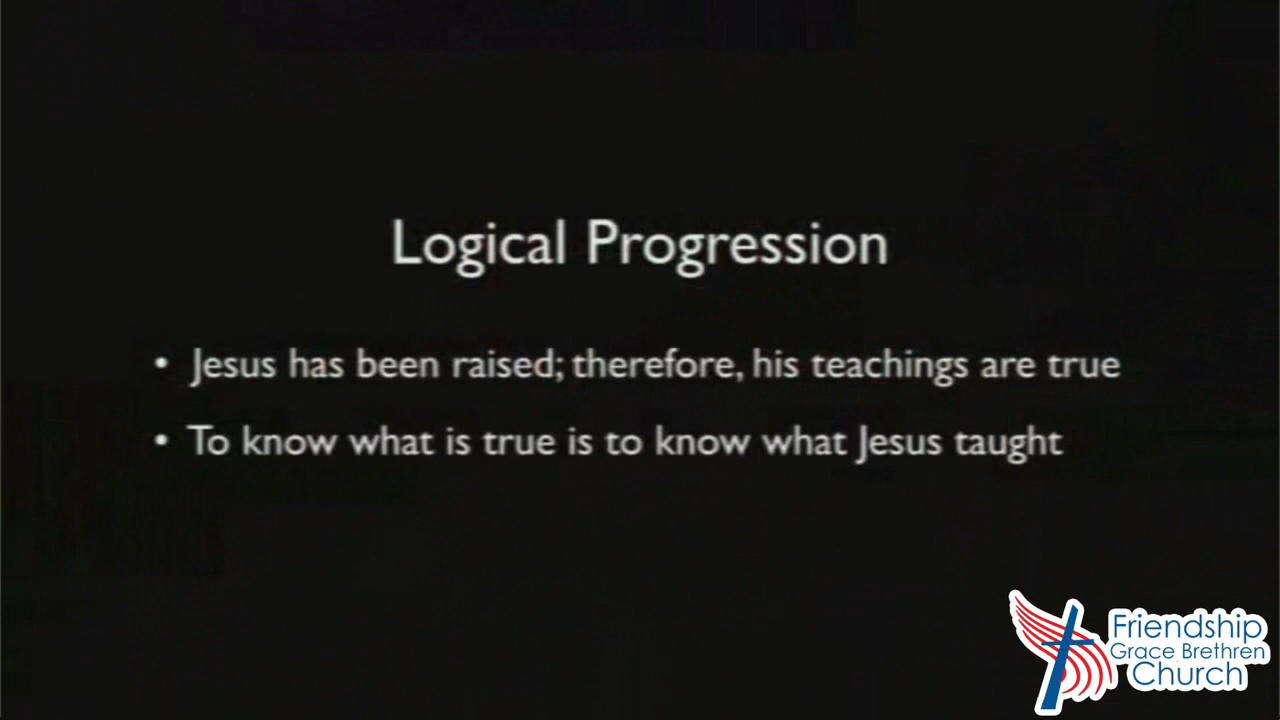 Logical Progression
• Jesus has been raised; therefore, his teachings are true
• To know what is true is to know what Jesus taught
Friendship
Grace Brethren
Church